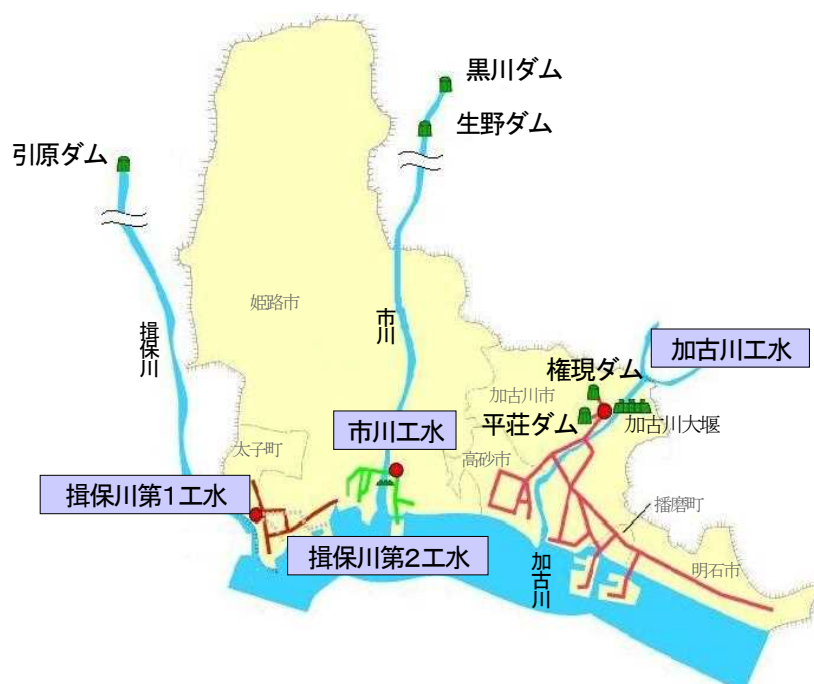 黒川ダム
生野ダム
引原ダム
姫路市
市川
揖保川
加古川工水
権現ダム
加古川市
平荘ダム
加古川大堰
市川工水
太子町
高砂市
揖保川第1工水
播磨町
揖保川第2工水
加古川
明石市